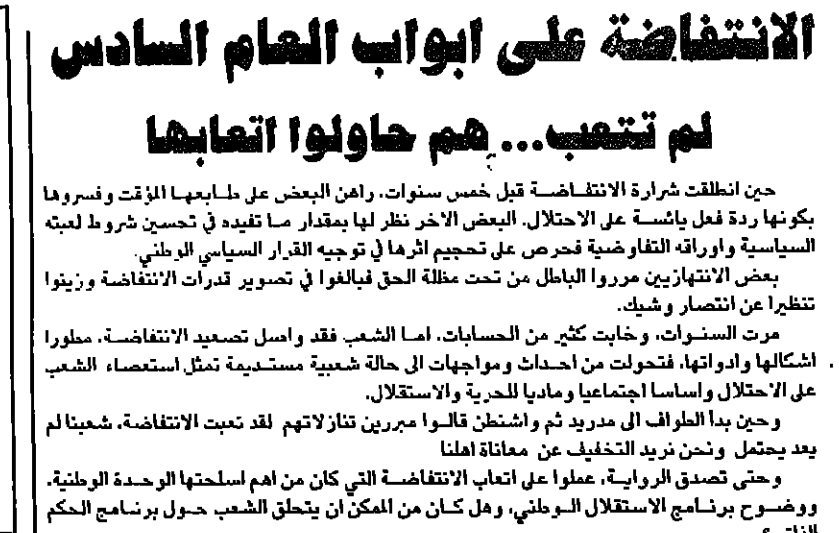 الانتفاضة على ابواب العام السادس
لم تتعب... هم حاولوا اتعابها
حين انطلقت شرارة الانتفاضة قبل خمس سنوات، راهن البعض على طابعها المؤقت وفسروها
بكونها ردة فعل يائسة على الاحتلال. البعض الاخر نظر لها بمقدار ما تفيده في تحسين شروط لعبته
السياسية واوراقه التفاوضية فحرص على تحجيم اثرها في توجيه القرار السياسي الوطني.
بعض الانتهازيين مرروا الباطل من تحت مظلة الحق فبالغوا في تصوير قدرات الانتفاضة وزينوا
تنظيرا عن انتصار وشيك.
مرت السنوات، وخابت كثير من الحسابات، اما الشعب فقد واصل تصعيد الانتفاضة، مطورا
اشكالها وادواتها، فتحولت من احداث ومواجهات الى حالة شعبية مستديمة تمثل استعصاء الشعب
على الاحتلال واساسا اجتماعيا وماديا للحرية والاستقلال.
وحين بدا الطواف الى مدريد ثم واشنطن قالوا مبررين تنازلاتهم لقد تعبت الانتفاضة، شعبنا لم
يعد يحتمل ونحن نريد التخفيف عن معاناة اهلنا
وحتى تصدق الرواية، عملوا على اتعاب الانتفاضة التي كان من اهم اسلحتها الوحدة الوطنية.
ووضوح برنامج الاستقلال الوطني، وهل كان من الممكن ان يتحلق الشعب حول برنامج الحكم